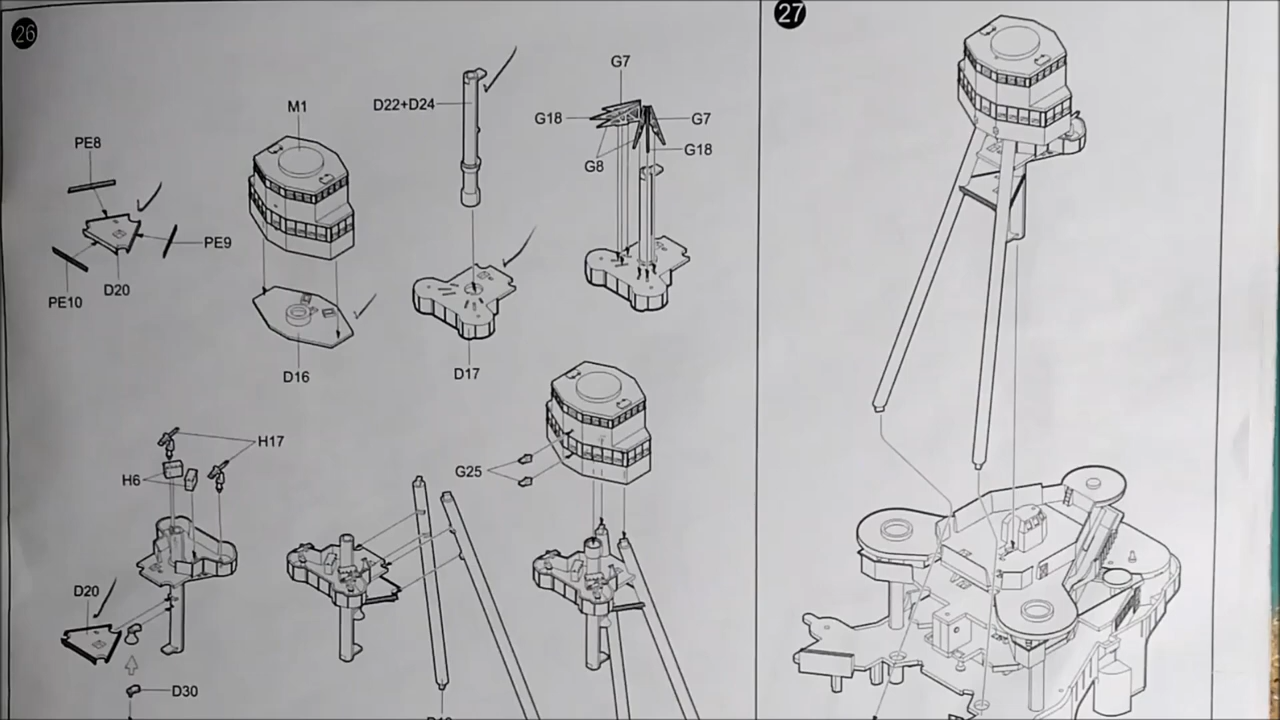 26
27
G7
M1
D22+D24
G18
G7
G18
G8
PE8
PE9
D20
PE10
D16
D17
H17
H6
G25
D20
D30